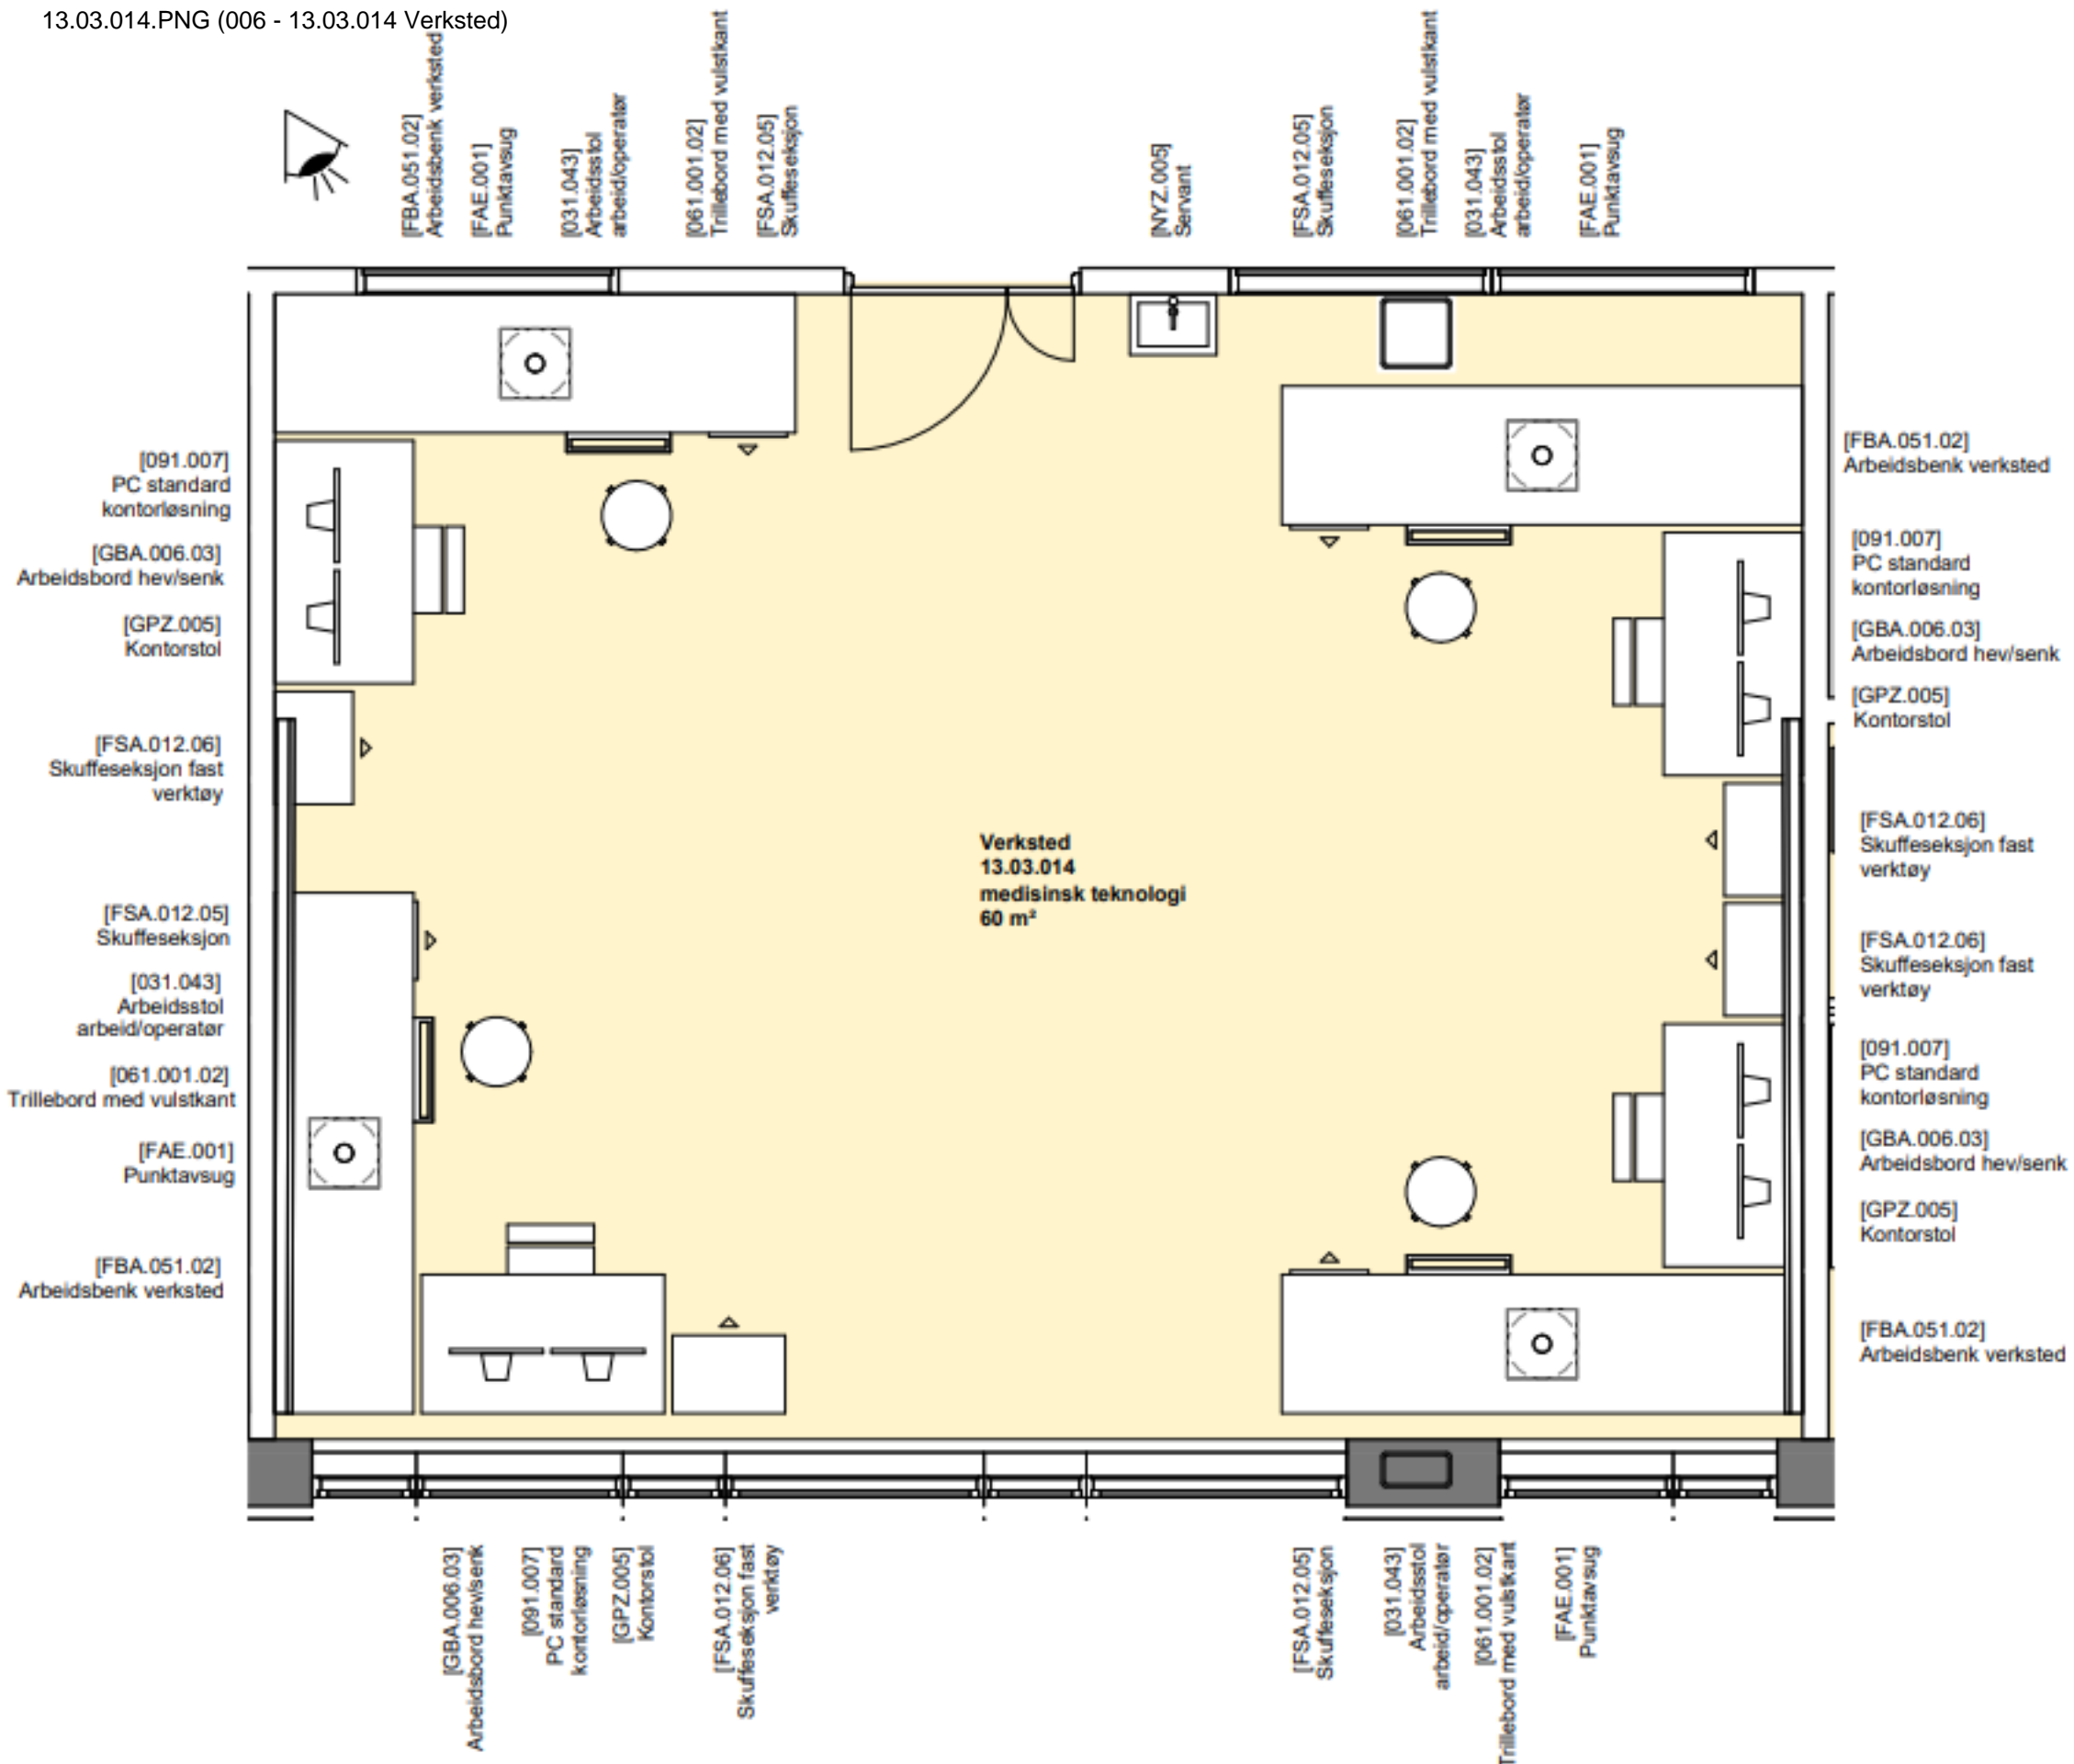 13.03.014.PNG (006 - 13.03.014 Verksted)
[FBA.051.02]
Arbeidsbenk verksted
[FAE.001]
Punktavsug
[031.043]
Arbeidsstol
arbeid/operatør
[061.001.02]
Trillebord med vulstkant
[FSA.012.05]
Skuffeseksjon
[NYZ.005]
Servant
[FSA.012.05]
Skuffeseksjon
[061.001.02]
Trillebord med vulstkant
[031.043]
Arbeidsstol
arbeid/operatør
[FAE.001]
Punktavsug
[091.007]
PC standard
kontorløsning
[GBA.006.03]
Arbeidsbord hev/senk
[GPZ.005]
Kontorstol
[FSA.012.06]
Skuffeseksjon fast
verktøy
[FSA.012.05]
Skuffeseksjon
[031.043]
Arbeidsstol
arbeid/operatør
[061.001.02]
Trillebord med vulstkant
[FAE.001]
Punktavsug
[FBA.051.02]
Arbeidsbenk verksted
Verksted
13.03.014
medisinsk teknologi
60 m²
[FBA.051.02]
Arbeidsbenk verksted
[091.007]
PC standard
kontorløsning
[GBA.006.03]
Arbeidsbord hev/senk
[GPZ.005]
Kontorstol
[FSA.012.06]
Skuffeseksjon fast
verktøy
[FSA.012.06]
Skuffeseksjon fast
verktøy
[091.007]
PC standard
kontorløsning
[GBA.006.03]
Arbeidsbord hev/senk
[GPZ.005]
Kontorstol
[FBA.051.02]
Arbeidsbenk verksted
[GBA.006.03]
Arbeidsbord hev/senk
[091.007]
PC standard
kontorløsning
[GPZ.005]
Kontorstol
[FSA.012.06]
Skuffeseksjon fast
verktøy
[FSA.012.05]
Skuffeseksjon
[031.043]
Arbeidsstol
arbeid/operatør
[061.001.02]
Trillebord med vulstkant
[FAE.001]
Punktavsug